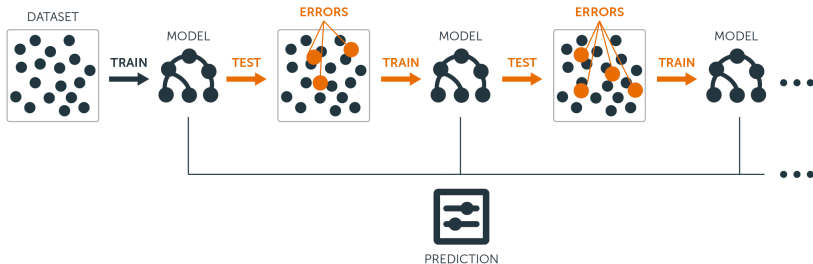 DATASET
TRAIN
MODEL
TEST
ERRORS
TRAIN
MODEL
TEST
ERRORS
TRAIN
MODEL
PREDICTION